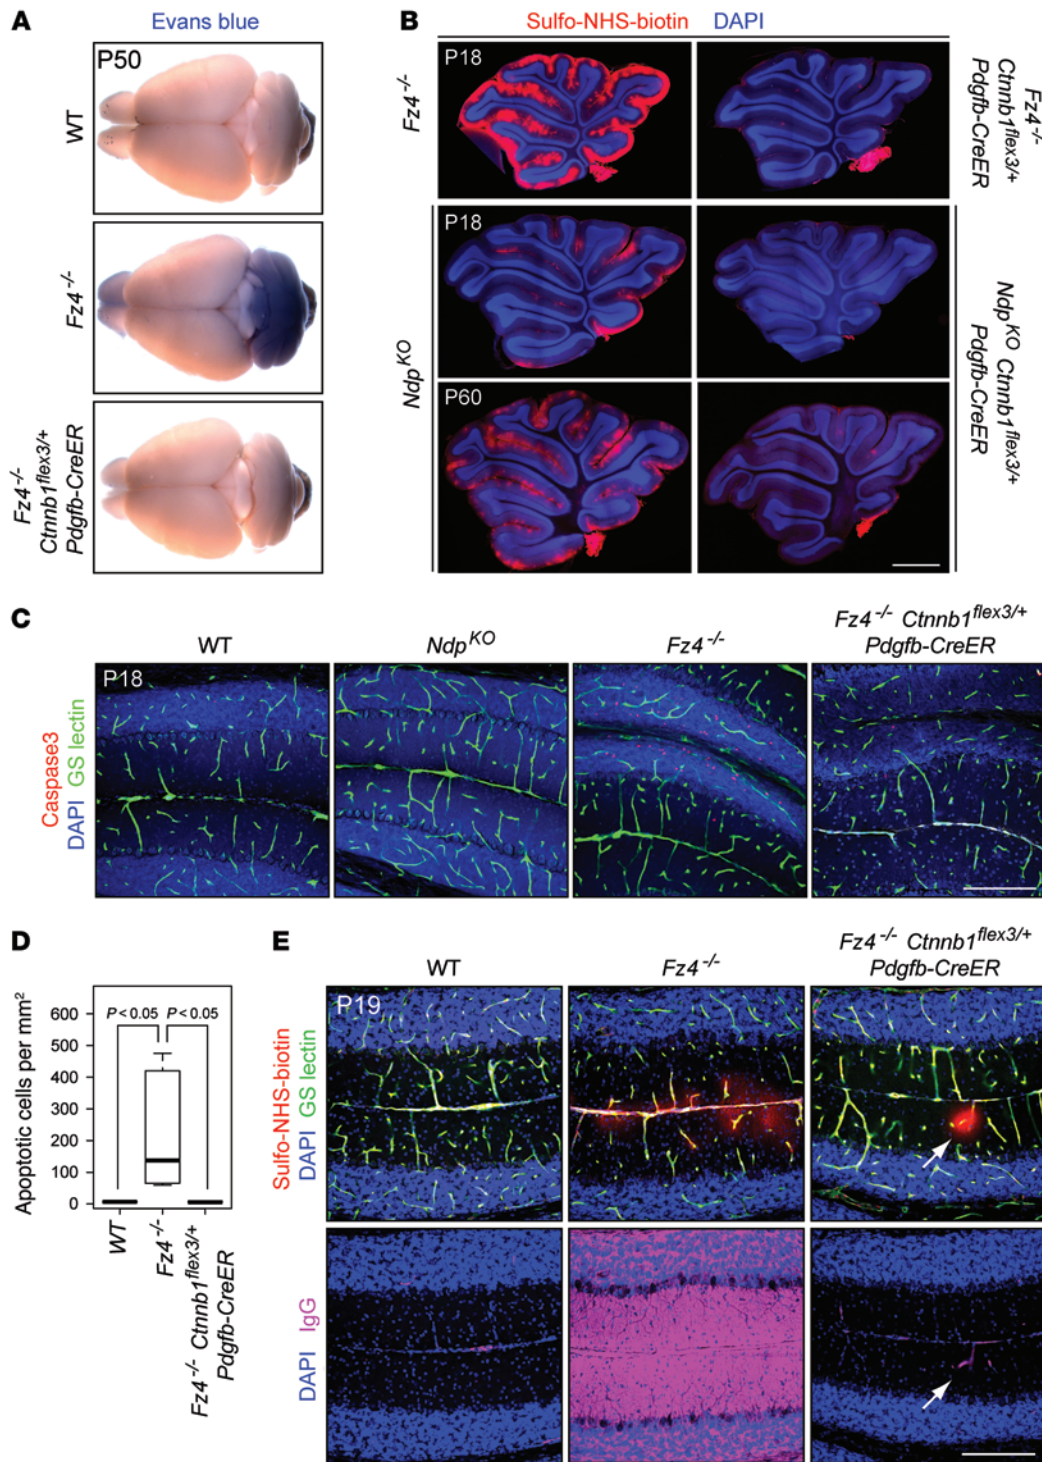 A
Evans blue
P50
WT
Fz4-/-
Fz4-/-
Ctnnb1flex3/+
Pdgfb-CreER
B
Sulfo-NHS-biotin DAPI
P18
Fz4-/-
Fz4-/-
Ctnnb1flex3/+
Pdgfb-CreER
P18
P60
NdpKO
NdpKO Ctnnb1flex3/+
Pdgfb-CreER
C
WT
NdpKO
Fz4-/-
Fz4-/- Ctnnb1flex3/+
Pdgfb-CreER
P18
Caspase3
DAPI GS lectin
D
Apoptotic cells per mm2
600
500
400
300
200
100
0
P < 0.05
P < 0.05
WT
Fz4-/-
Fz4-/- Ctnnb1flex3/+
Pdgfb-CreER
E
WT
Fz4-/-
Fz4-/- Ctnnb1flex3/+
Pdgfb-CreER
P19
Sulfo-NHS-biotin
DAPI GS lectin
DAPI IgG